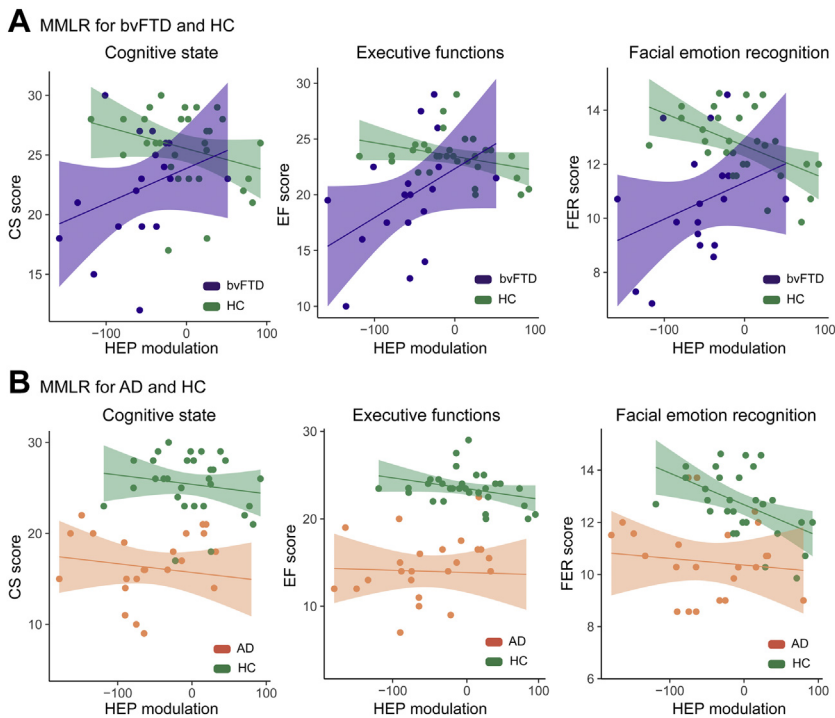 A MMLR for bvFTD and HC
Cognitive state
Executive functions
Facial emotion recognition
CS score
30
25
20
15
−100
0
100
HEP modulation
bvFTD
HC
EF score
30
25
20
15
10
−100
0
100
HEP modulation
bvFTD
HC
FER score
14
12
10
8
−100
0
100
HEP modulation
bvFTD
HC
B MMLR for AD and HC
Cognitive state
Executive functions
Facial emotion recognition
CS score
30
20
10
-100
0
100
HEP modulation
AD
HC
EF score
30
20
10
-100
0
100
HEP modulation
AD
HC
FER score
14
12
10
8
6
-100
0
100
HEP modulation
AD
HC